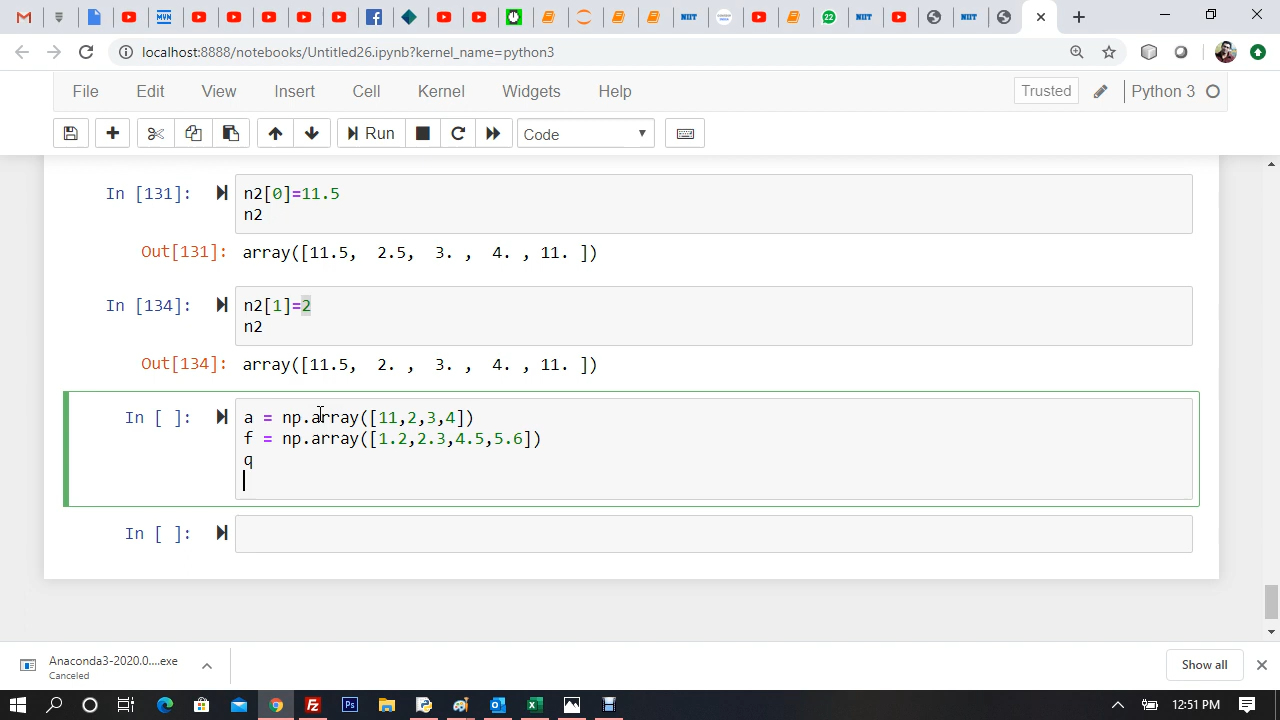 localhost:8888/notebooks/Untitled26.ipynb?kernel_name=python3
File Edit View Insert Cell Kernel Widgets Help Trusted Python 3
Run Code
In [131]: n2[0]=11.5
n2
Out[131]: array([11.5,  2.5,  3. ,  4. , 11. ])
In [134]: n2[1]=2
n2
Out[134]: array([11.5,  2. ,  3. ,  4. , 11. ])
In [ ]: a = np.array([11,2,3,4])
f = np.array([1.2,2.3,4.5,5.6])
q
In [ ]:
Anaconda3-2020.0....exe
Canceled
Show all
12:51 PM